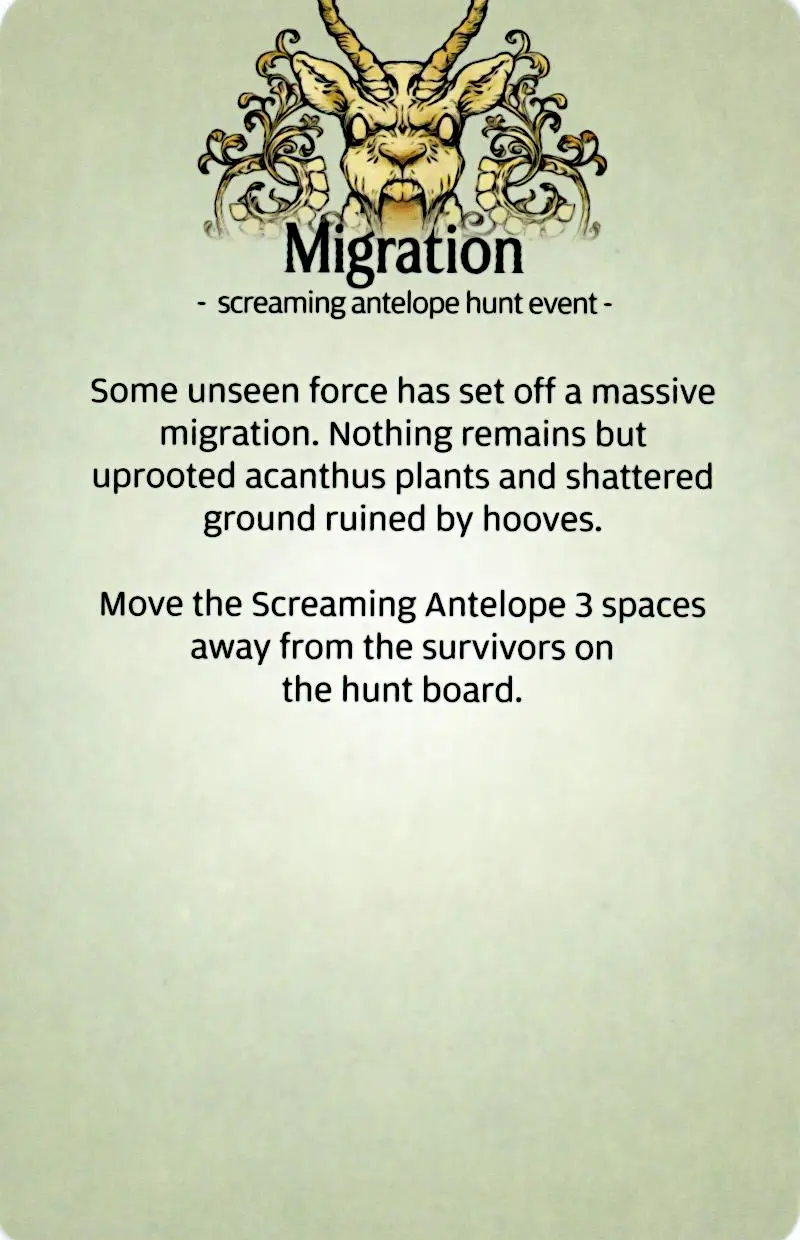 Migration
- screaming antelope hunt event -
Some unseen force has set off a massive
migration. Nothing remains but
uprooted acanthus plants and shattered
ground ruined by hooves.
Move the Screaming Antelope 3 spaces
away from the survivors on
the hunt board.